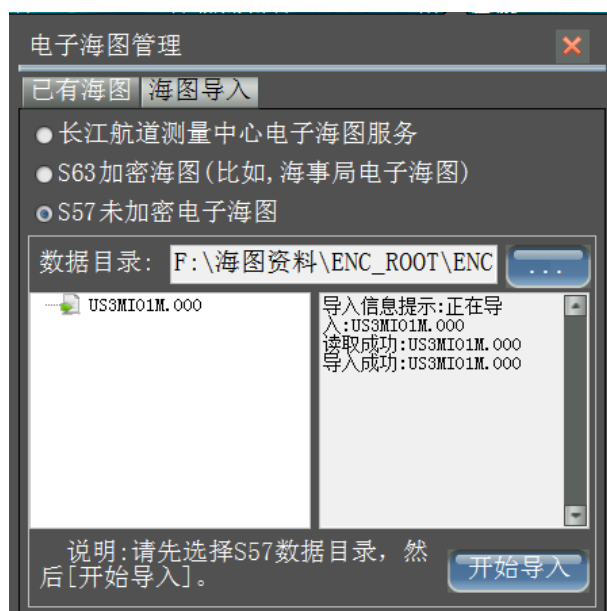 电子海图管理
已有海图 海图导入
长江航道测量中心电子海图服务
S63加密海图(比如,海事局电子海图)
S57未加密电子海图
数据目录: F:\海图资料\ENC_ROOT\ENC ...
US3MI01M.000
导入信息提示:正在导
入:US3MI01M.000
读取成功:US3MI01M.000
导入成功:US3MI01M.000
说明:请先选择S57数据目录，然
后[开始导入]。
开始导入